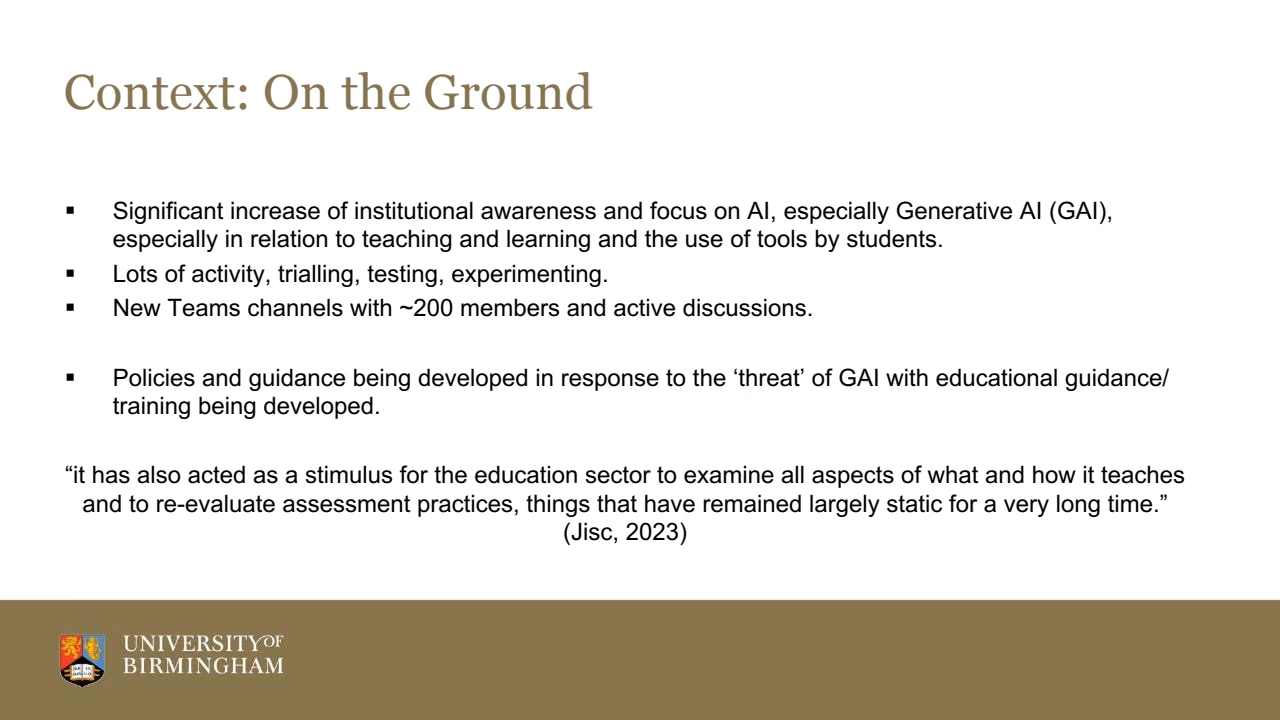 Context: On the Ground
▪ Significant increase of institutional awareness and focus on AI, especially Generative AI (GAI),
especially in relation to teaching and learning and the use of tools by students.
▪ Lots of activity, trialling, testing, experimenting.
▪ New Teams channels with ~200 members and active discussions.
▪ Policies and guidance being developed in response to the ‘threat’ of GAI with educational guidance/
training being developed.
“it has also acted as a stimulus for the education sector to examine all aspects of what and how it teaches
and to re-evaluate assessment practices, things that have remained largely static for a very long time.”
(Jisc, 2023)
UNIVERSITY OF
BIRMINGHAM